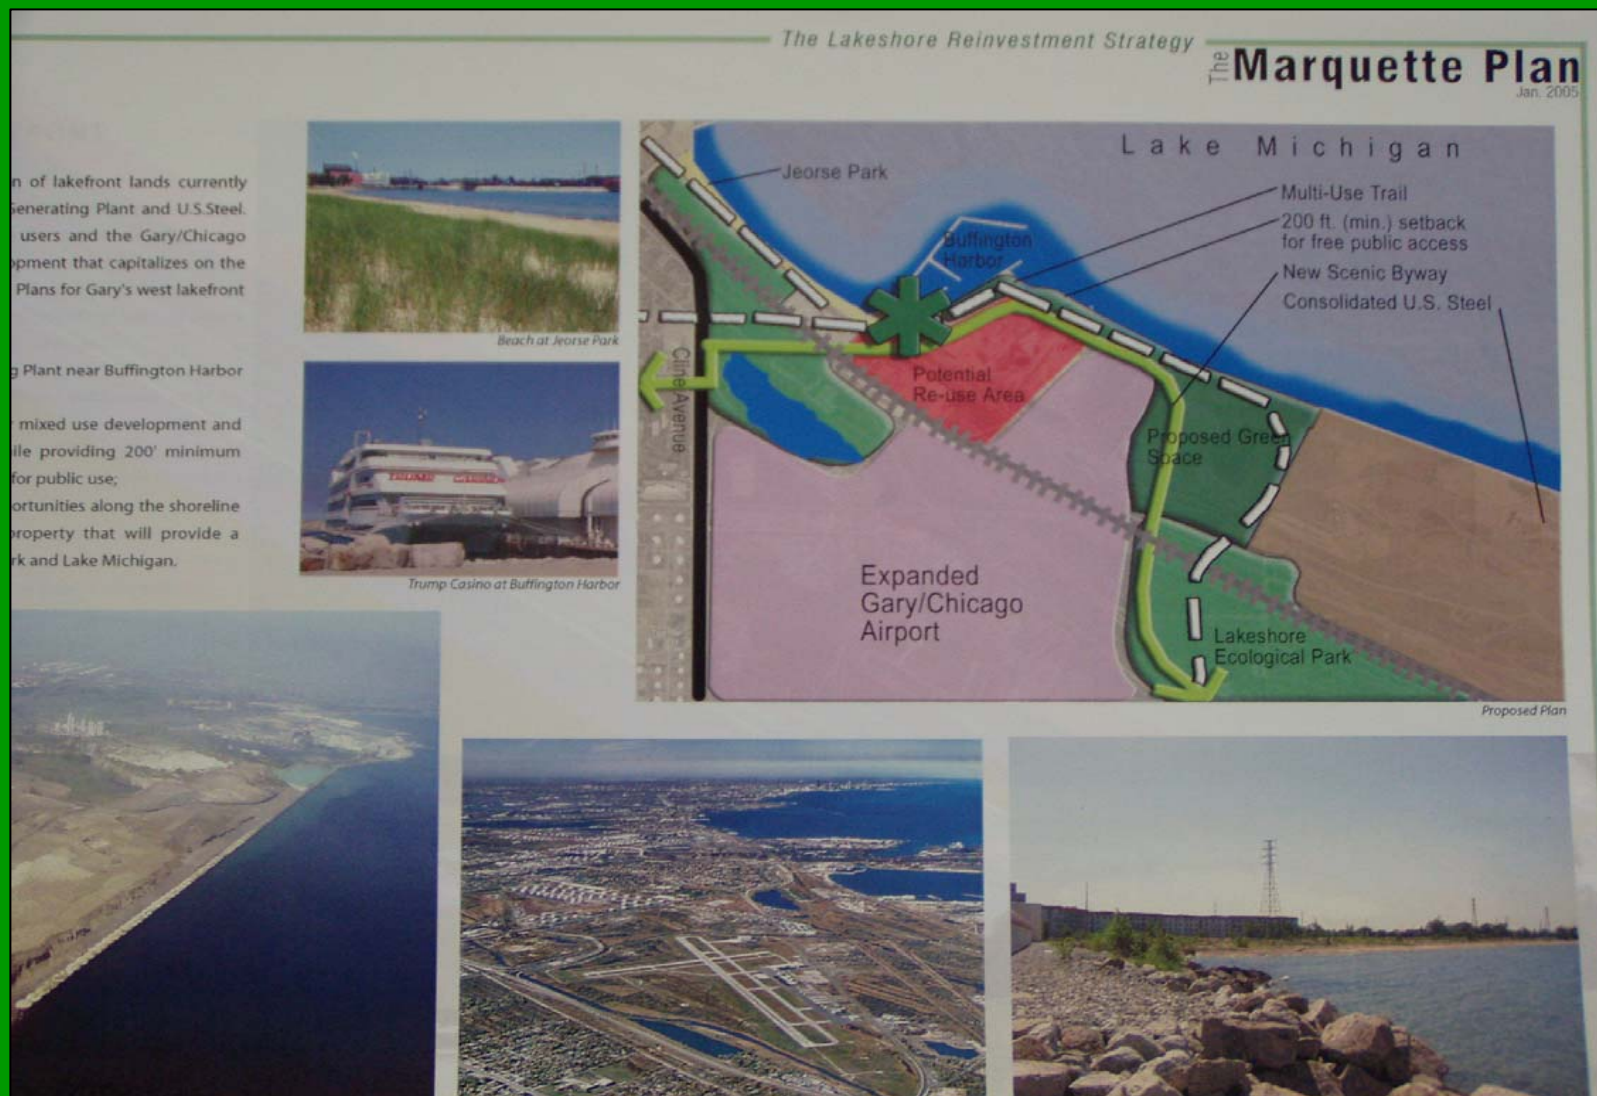 The Lakeshore Reinvestment Strategy
The Marquette Plan
Jan. 2005
n of lakefront lands currently
Generating Plant and U.S.Steel.
users and the Gary/Chicago
opment that capitalizes on the
Plans for Gary's west lakefront
g Plant near Buffington Harbor
mixed use development and
ile providing 200' minimum
for public use;
ortunities along the shoreline
property that will provide a
rk and Lake Michigan.
Beach at Jeorse Park
TRUMP CASINO
Trump Casino at Buffington Harbor
Lake Michigan
Jeorse Park
Multi-Use Trail
200 ft. (min.) setback
for free public access
New Scenic Byway
Consolidated U.S. Steel
Buffington
Harbor
Cline Avenue
Potential
Re-use Area
Proposed Green
Space
Expanded
Gary/Chicago
Airport
Lakeshore
Ecological Park
Proposed Plan